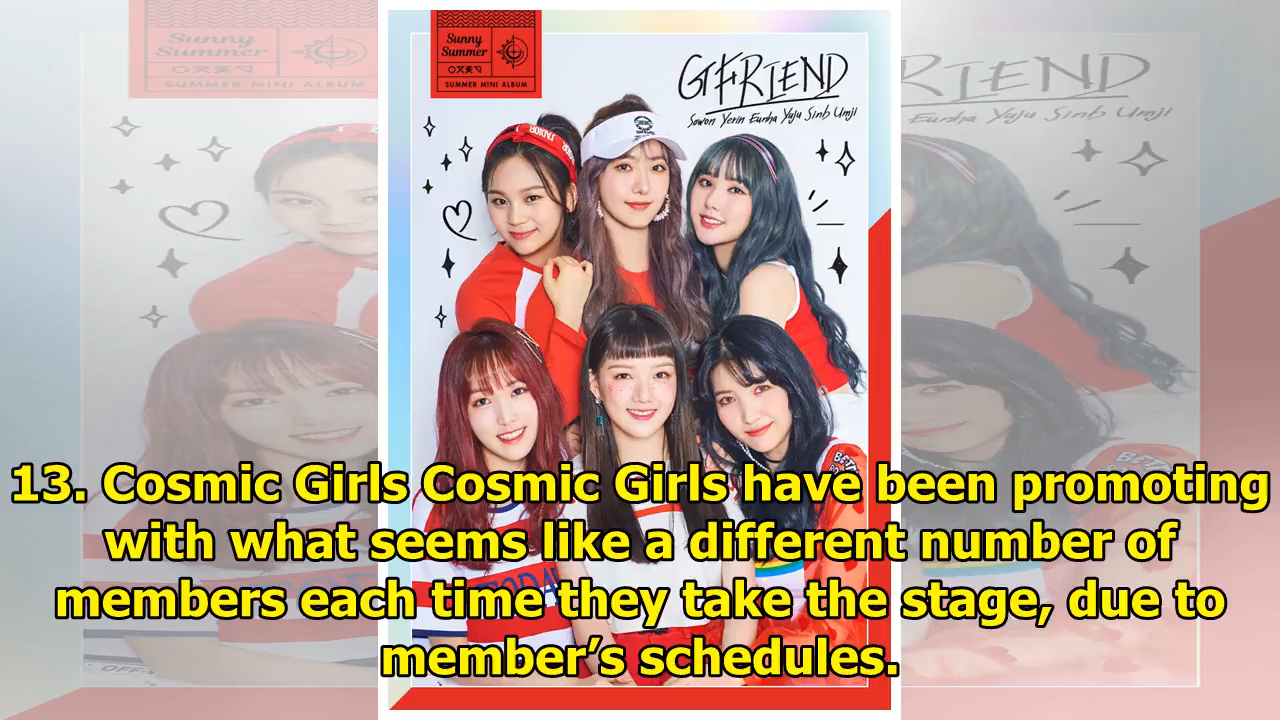 Sunny
Summer
SUMMER MINI ALBUM
GFRIEND
Sowon Yerin Eunha Yuju SinB Umji
J'ADIOR
13. Cosmic Girls Cosmic Girls have been promoting
with what seems like a different number of
members each time they take the stage, due to
member's schedules.